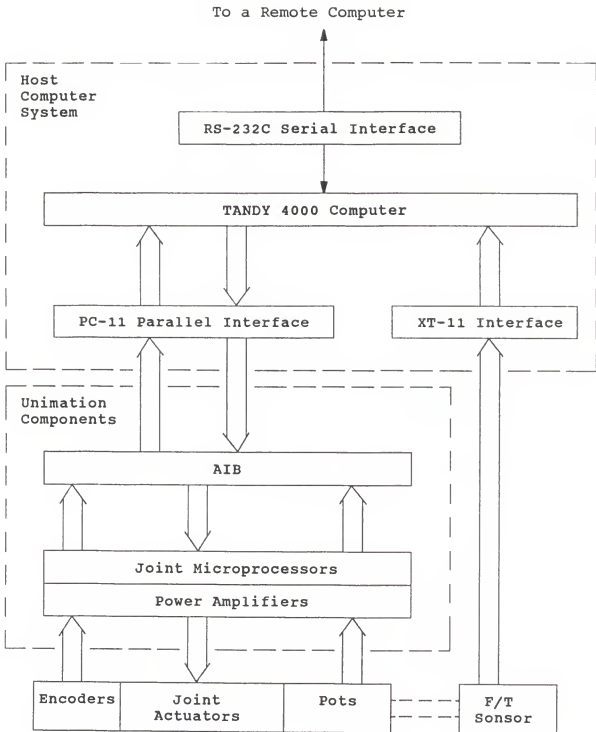 To a Remote Computer
Host
Computer
System
RS-232C Serial Interface
TANDY 4000 Computer
PC-11 Parallel Interface
XT-11 Interface
Unimation
Components
AIB
Joint Microprocessors
Power Amplifiers
Encoders
Joint
Actuators
Pots
F/T
Sensor